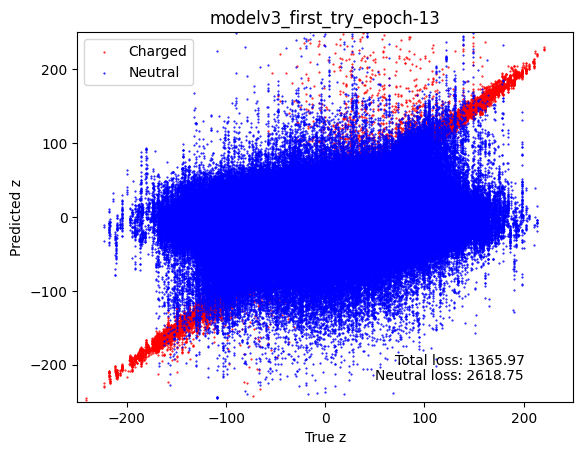 modelv3_first_try_epoch-13
Charged
Neutral
Predicted z
200
100
0
−100
−200
Total loss: 1365.97
Neutral loss: 2618.75
−200
−100
0
100
200
True z